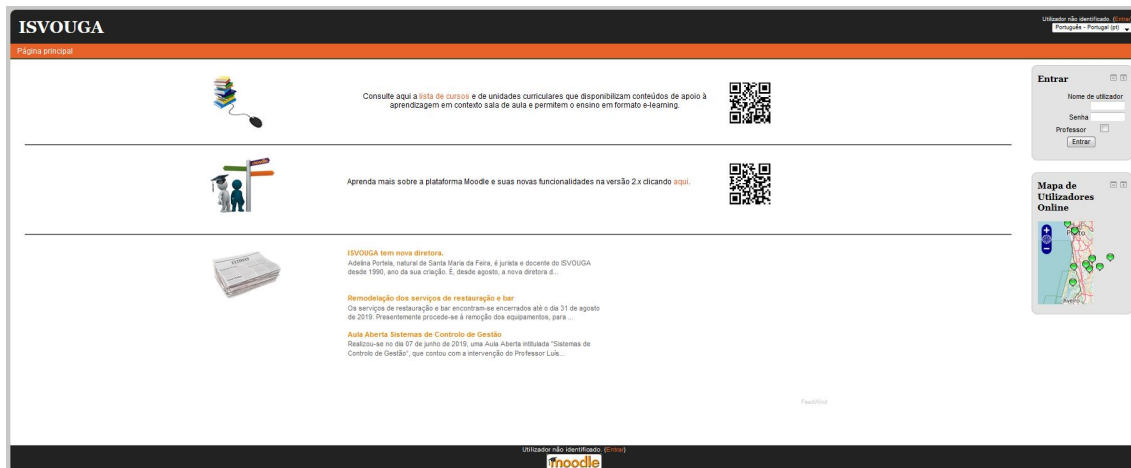 ISVOUGA
Utilizador não identificado. (Entrar)
Português - Portugal (pt)
Página principal
Consulte aqui a lista de cursos e de unidades curriculares que disponibilizam conteúdos de apoio à
aprendizagem em contexto sala de aula e permitem o ensino em formato e-learning.
Aprenda mais sobre a plataforma Moodle e suas novas funcionalidades na versão 2.x clicando aqui.
ISVOUGA tem nova diretora.
Adelina Portela, natural de Santa Maria da Feira, é jurista e docente do ISVOUGA
desde 1990, ano da sua criação. É, desde agosto, a nova diretora d...
Remodelação dos serviços de restauração e bar
Os serviços de restauração e bar encontram-se encerrados até o dia 31 de agosto
de 2019. Presentemente procede-se à remoção dos equipamentos, para ...
Aula Aberta Sistemas de Controlo de Gestão
Realizou-se no dia 07 de junho de 2019, uma Aula Aberta intitulada "Sistemas de
Controlo de Gestão", que contou com a intervenção do Professor Luís...
FeedWind
Entrar
Nome de utilizador
Senha
Professor
Entrar
Mapa de
Utilizadores
Online
Porto
Aveiro
Utilizador não identificado. (Entrar)
moodle